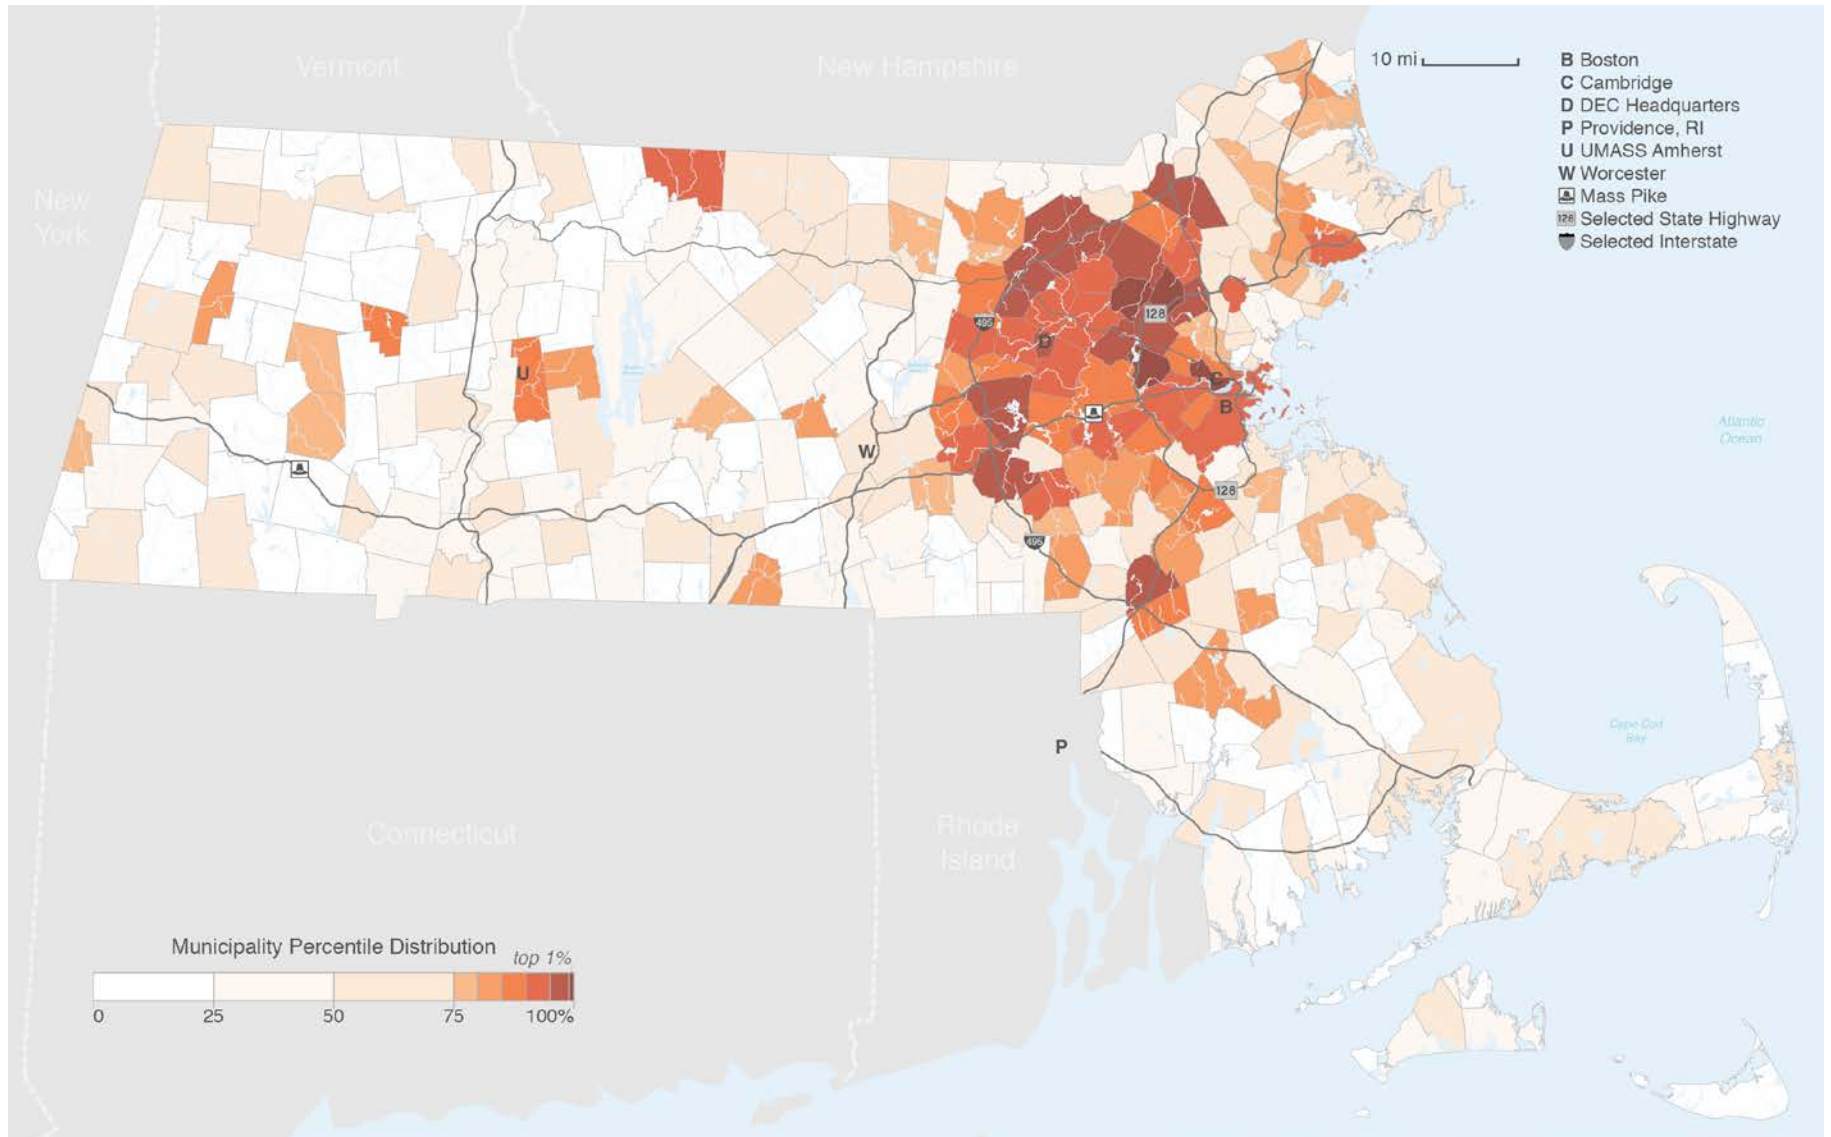 Vermont
New Hampshire
New
York
10 mi
B Boston
C Cambridge
D DEC Headquarters
P Providence, RI
U UMASS Amherst
W Worcester
Mass Pike
128 Selected State Highway
Selected Interstate
495
128
D
U
C
B
W
128
495
Atlantic
Ocean
P
Cape Cod
Bay
Connecticut
Rhode
Island
Municipality Percentile Distribution
top 1%
0 25 50 75 100%